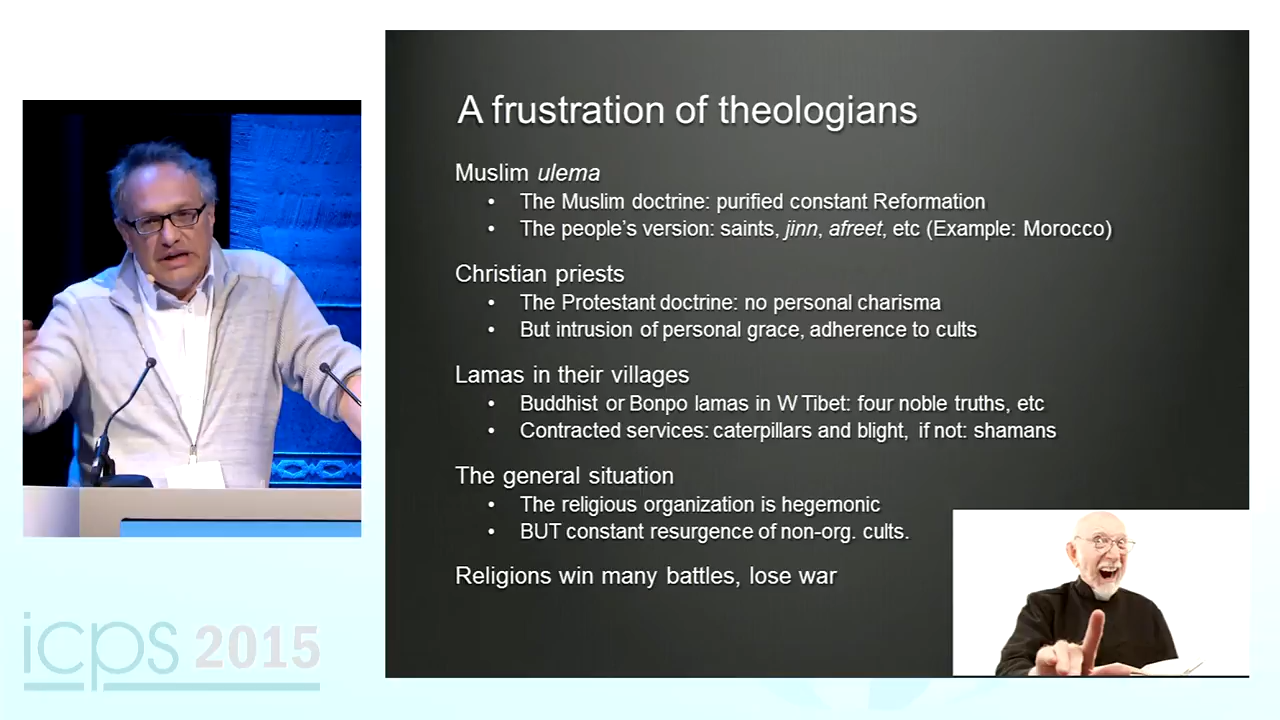 A frustration of theologians
Muslim ulema
• The Muslim doctrine: purified constant Reformation
• The people's version: saints, jinn, afreet, etc (Example: Morocco)
Christian priests
• The Protestant doctrine: no personal charisma
• But intrusion of personal grace, adherence to cults
Lamas in their villages
• Buddhist or Bonpo lamas in W Tibet: four noble truths, etc
• Contracted services: caterpillars and blight, if not: shamans
The general situation
• The religious organization is hegemonic
• BUT constant resurgence of non-org. cults.
Religions win many battles, lose war
icps 2015